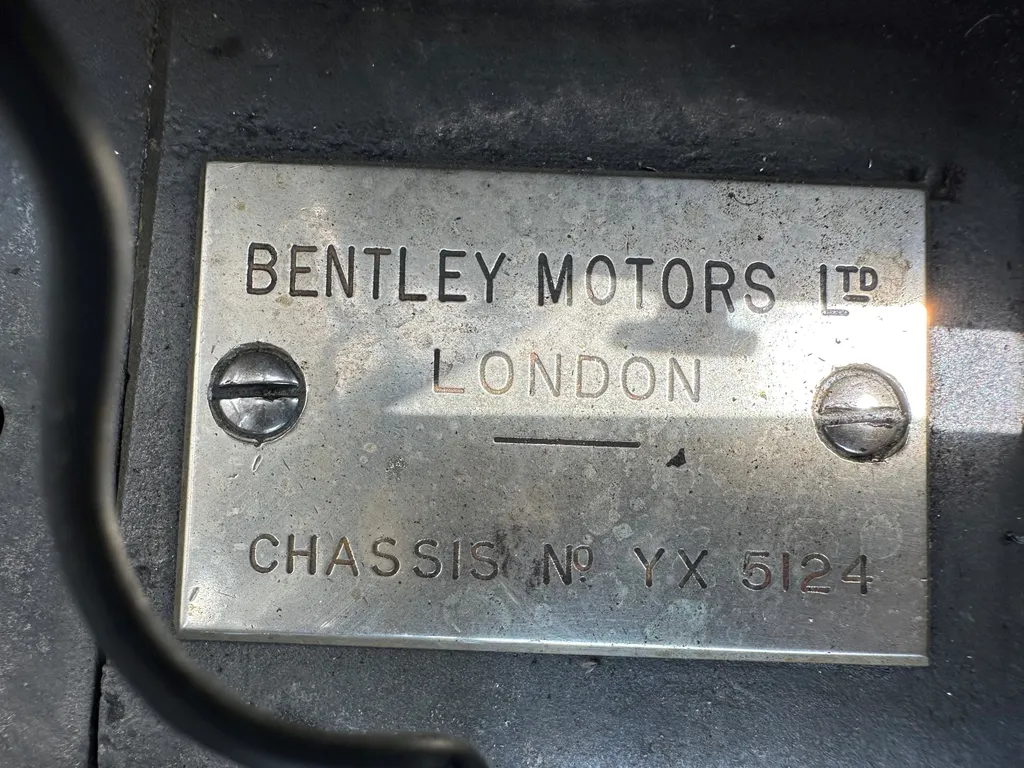 BENTLEY MOTORS LTD
LONDON
CHASSIS No YX 5124